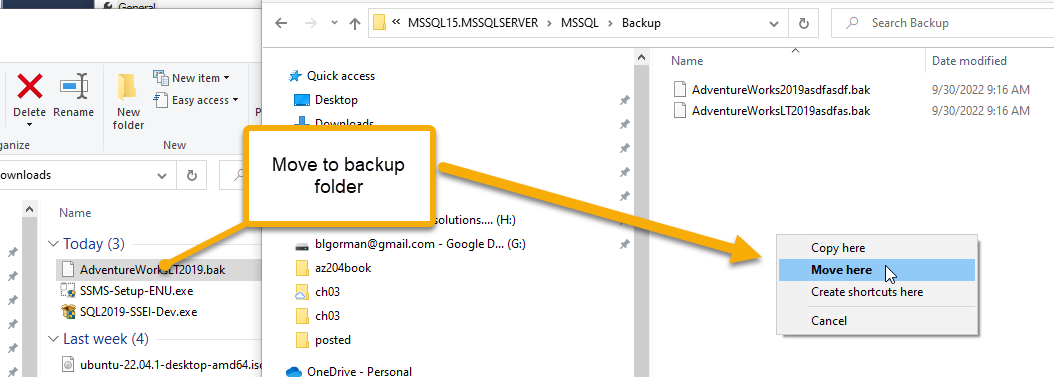 General
MSSQL15.MSSQLSERVER
MSSQL
Backup
Search Backup
New item
Easy access
Delete
Rename
New
folder
New
Quick access
Desktop
Downloads
Name
Date modified
AdventureWorks2019asdfasdf.bak
9/30/2022 9:16 AM
AdventureWorksLT2019asdfas.bak
9/30/2022 9:16 AM
Move to backup
folder
Name
Today (3)
AdventureWorksLT2019.bak
SSMS-Setup-ENU.exe
SQL2019-SSEI-Dev.exe
Last week (4)
ubuntu-22.04.1-desktop-amd64.iso
solutions.... (H:)
blgorman@gmail.com - Google D... (G:)
az204book
ch03
ch03
posted
OneDrive - Personal
Copy here
Move here
Create shortcuts here
Cancel